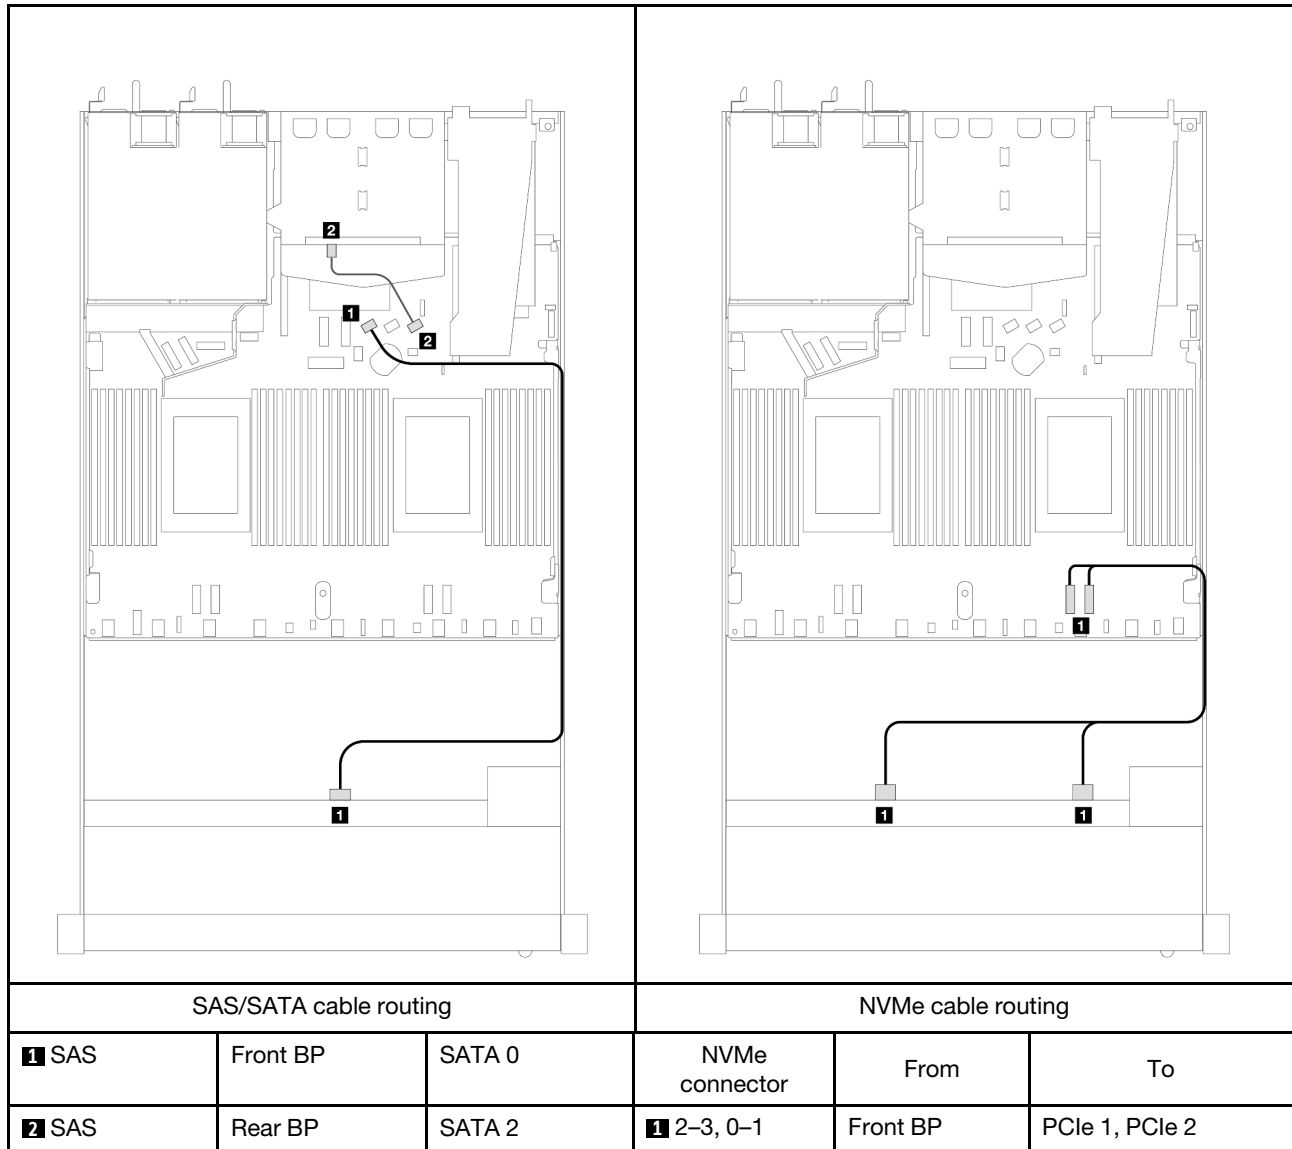 2
1
2
1
1
1
1
SAS/SATA cable routing
NVMe cable routing
1 SAS
Front BP
SATA 0
NVMe
connector
From
To
2 SAS
Rear BP
SATA 2
1 2–3, 0–1
Front BP
PCIe 1, PCIe 2